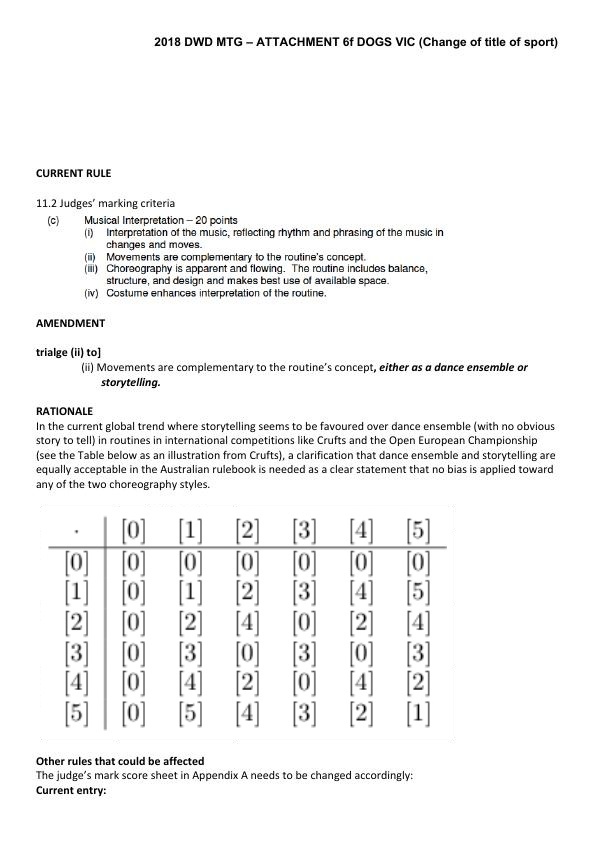 2018 DWD MTG – ATTACHMENT 6f DOGS VIC (Change of title of sport)
CURRENT RULE
11.2 Judges’ marking criteria
(c) Musical Interpretation – 20 points
(i) Interpretation of the music, reflecting rhythm and phrasing of the music in
changes and moves.
(ii) Movements are complementary to the routine's concept.
(iii) Choreography is apparent and flowing. The routine includes balance,
structure, and design and makes best use of available space.
(iv) Costume enhances interpretation of the routine.
AMENDMENT
trialge (ii) to]
(ii) Movements are complementary to the routine’s concept, either as a dance ensemble or
storytelling.
RATIONALE
In the current global trend where storytelling seems to be favoured over dance ensemble (with no obvious
story to tell) in routines in international competitions like Crufts and the Open European Championship
(see the Table below as an illustration from Crufts), a clarification that dance ensemble and storytelling are
equally acceptable in the Australian rulebook is needed as a clear statement that no bias is applied toward
any of the two choreography styles.
· [0] [1] [2] [3] [4] [5]
[0] [0] [0] [0] [0] [0] [0]
[1] [0] [1] [2] [3] [4] [5]
[2] [0] [2] [4] [0] [2] [4]
[3] [0] [3] [0] [3] [0] [3]
[4] [0] [4] [2] [0] [4] [2]
[5] [0] [5] [4] [3] [2] [1]
Other rules that could be affected
The judge’s mark score sheet in Appendix A needs to be changed accordingly:
Current entry: